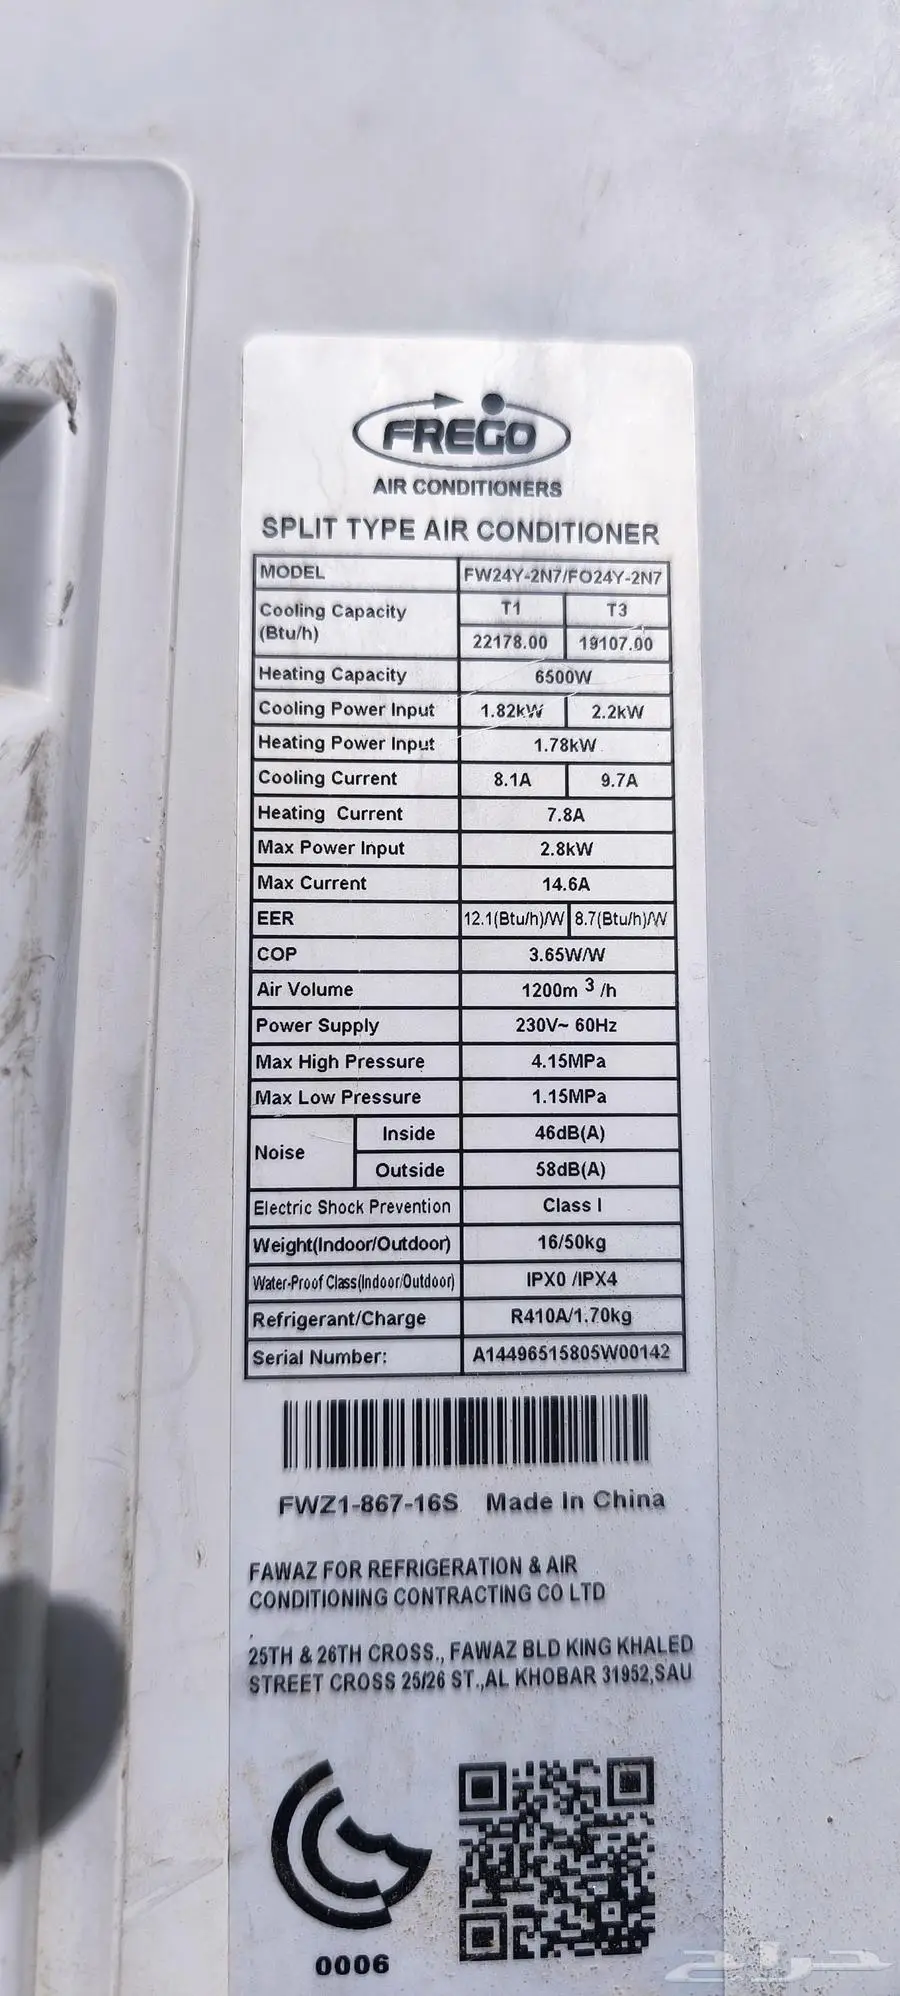 FREGO
AIR CONDITIONERS
SPLIT TYPE AIR CONDITIONER
MODEL FW24Y-2N7/FO24Y-2N7
Cooling Capacity (Btu/h) T1 T3
22178.00 19107.00
Heating Capacity 6500W
Cooling Power Input 1.82kW 2.2kW
Heating Power Input 1.78kW
Cooling Current 8.1A 9.7A
Heating Current 7.8A
Max Power Input 2.8kW
Max Current 14.6A
EER 12.1(Btu/h)/W 8.7(Btu/h)/W
COP 3.65W/W
Air Volume 1200m 3 /h
Power Supply 230V~ 60Hz
Max High Pressure 4.15MPa
Max Low Pressure 1.15MPa
Noise Inside 46dB(A)
Outside 58dB(A)
Electric Shock Prevention Class I
Weight(Indoor/Outdoor) 16/50kg
Water-Proof Class(Indoor/Outdoor) IPX0 /IPX4
Refrigerant/Charge R410A/1.70kg
Serial Number: A14496515805W00142
FWZ1-867-16S Made In China
FAWAZ FOR REFRIGERATION & AIR
CONDITIONING CONTRACTING CO LTD
25TH & 26TH CROSS., FAWAZ BLD KING KHALED
STREET CROSS 25/26 ST.,AL KHOBAR 31952,SAU
0006
حراج